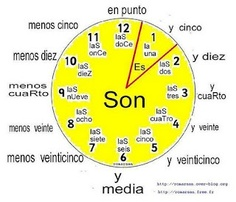 en punto
menos cinco
y cinco
12
laS
doCe
1
la
una
11
laS
onCe
menos diez
y diez
10
laS
dieZ
Es
2
laS
dos
menos
cuaRto
9
laS
nUeve
Son
3
laS
tres
y
cuaRto
menos veinte
8
laS
ocho
4
laS
cuaTro
y veinte
7
laS
siete
5
laS
cinco
6
laS
seis
menos veinticinco
y veinticinco
y
media